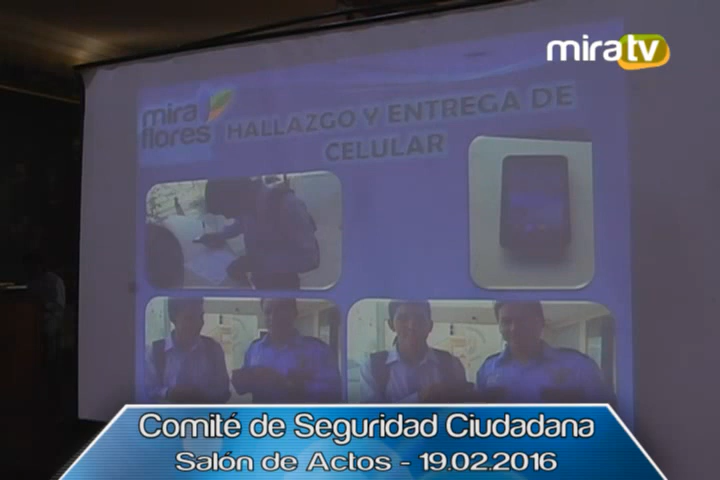 miratv
mira
flores
HALLAZGO Y ENTREGA DE
CELULAR
Comité de Seguridad Ciudadana
Salón de Actos - 19.02.2016